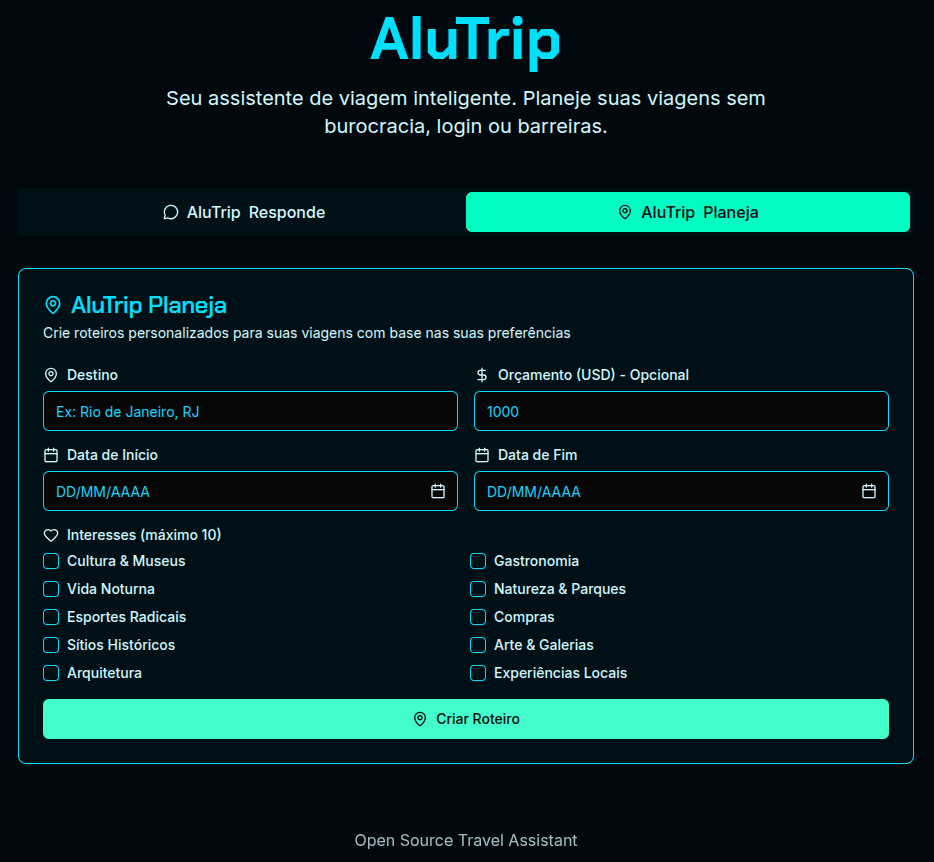 AluTrip
Seu assistente de viagem inteligente. Planeje suas viagens sem
burocracia, login ou barreiras.
AluTrip Responde
AluTrip Planeja
AluTrip Planeja
Crie roteiros personalizados para suas viagens com base nas suas preferências
Destino
Orçamento (USD) - Opcional
Ex: Rio de Janeiro, RJ
1000
Data de Início
Data de Fim
DD/MM/AAAA
DD/MM/AAAA
Interesses (máximo 10)
Cultura & Museus
Gastronomia
Vida Noturna
Natureza & Parques
Esportes Radicais
Compras
Sítios Históricos
Arte & Galerias
Arquitetura
Experiências Locais
Criar Roteiro
Open Source Travel Assistant